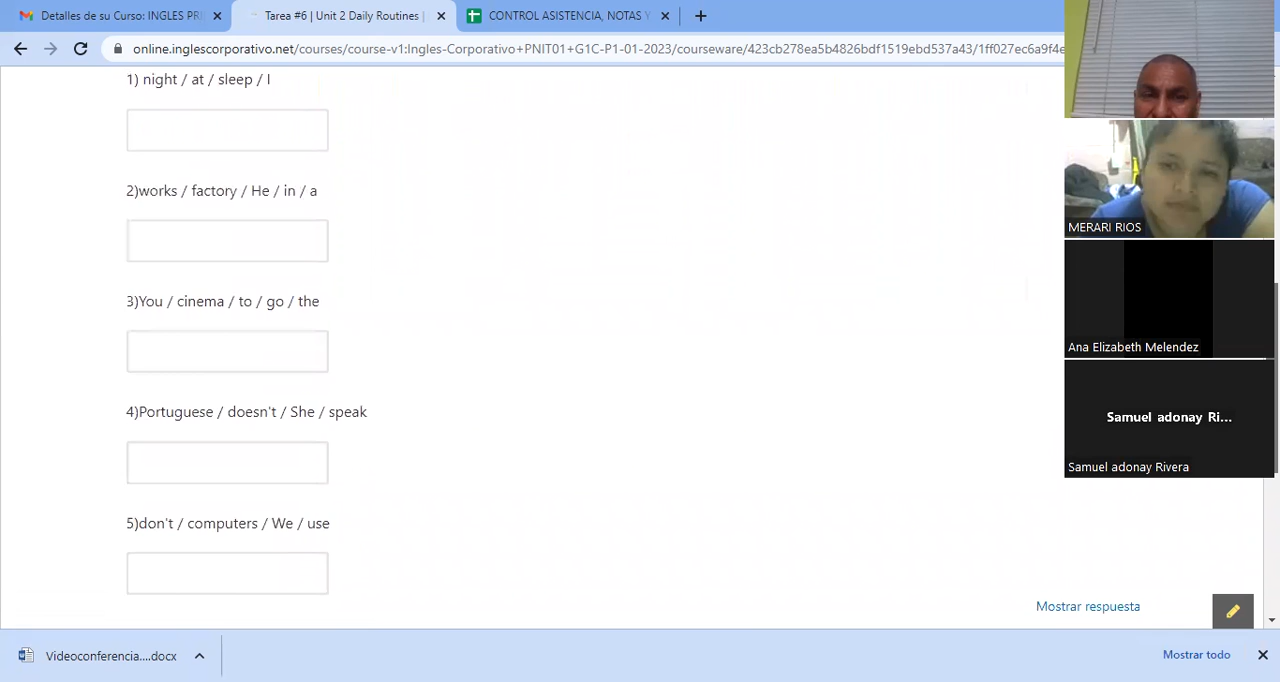 Detalles de su Curso: INGLES PRI
Tarea #6 | Unit 2 Daily Routines |
CONTROL ASISTENCIA, NOTAS Y
online.inglescorporativo.net/courses/course-v1:Ingles-Corporativo+PNIT01+G1C-P1-01-2023/courseware/423cb278ea5b4826bdf1519ebd537a43/1ff027ec6a9f4e
1) night / at / sleep / I
2)works / factory / He / in / a
3)You / cinema / to / go / the
4)Portuguese / doesn't / She / speak
5)don't / computers / We / use
Mostrar respuesta
MERARI RIOS
Ana Elizabeth Melendez
Samuel adonay Ri...
Samuel adonay Rivera
Videoconferencia....docx
Mostrar todo